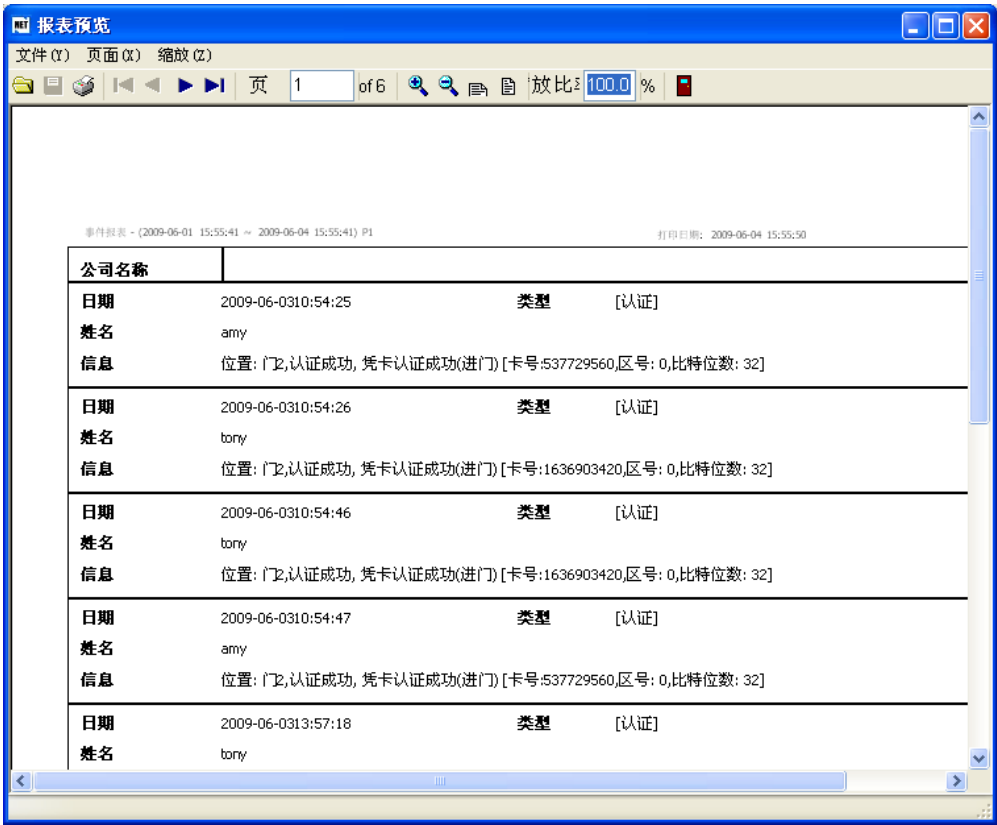 报表预览
文件(Y) 页面(X) 缩放(Z)
页 1 of 6 放比 100.0 %
事件报表 - (2009-06-01 15:55:41 ~ 2009-06-04 15:55:41) P1 打印日期: 2009-06-04 15:55:50
公司名称
日期 2009-06-0310:54:25 类型 [认证]
姓名 amy
信息 位置: 门2,认证成功, 凭卡认证成功(进门) [卡号:537729560,区号: 0,比特位数: 32]
日期 2009-06-0310:54:26 类型 [认证]
姓名 tony
信息 位置: 门2,认证成功, 凭卡认证成功(进门) [卡号:1636903420,区号: 0,比特位数: 32]
日期 2009-06-0310:54:46 类型 [认证]
姓名 tony
信息 位置: 门2,认证成功, 凭卡认证成功(进门) [卡号:1636903420,区号: 0,比特位数: 32]
日期 2009-06-0310:54:47 类型 [认证]
姓名 amy
信息 位置: 门2,认证成功, 凭卡认证成功(进门) [卡号:537729560,区号: 0,比特位数: 32]
日期 2009-06-0313:57:18 类型 [认证]
姓名 tony